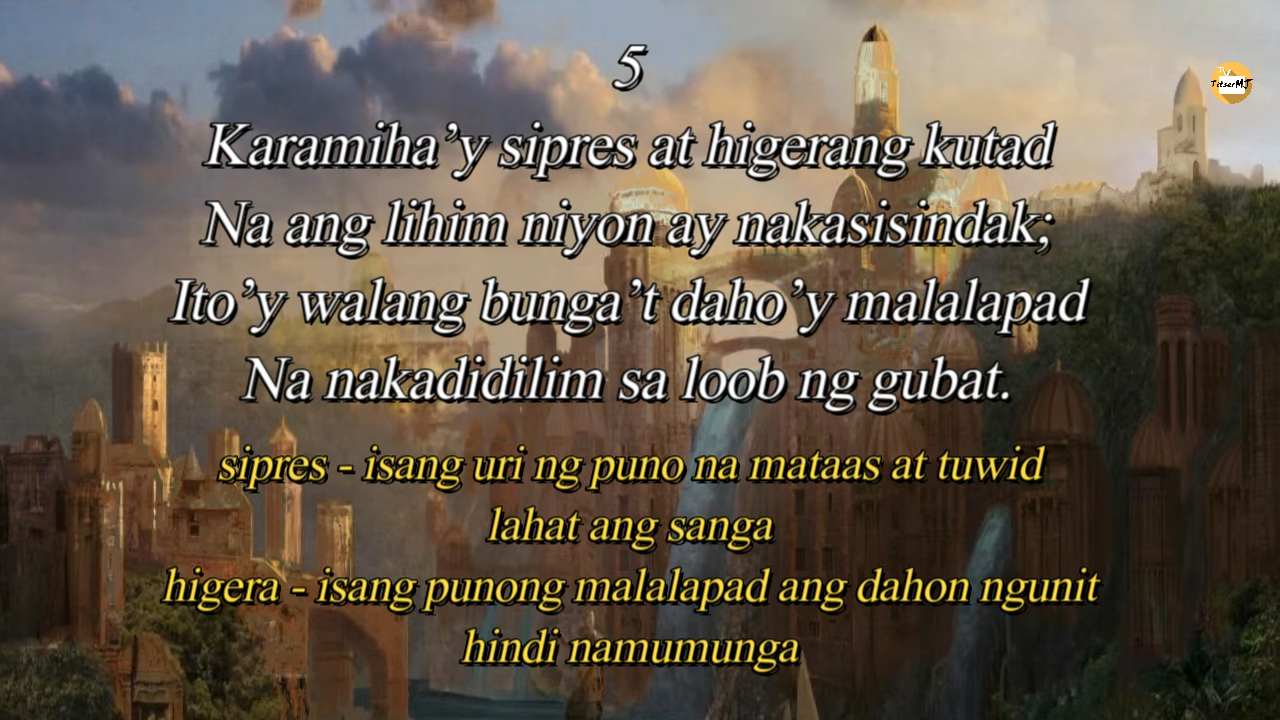 5
Karamiha’y sipres at higerang kutad
Na ang lihim niyon ay nakasisindak;
Ito’y walang bunga’t daho’y malalapad
Na nakadidilim sa loob ng gubat.
sipres - isang uri ng puno na mataas at tuwid
lahat ang sanga
higera - isang punong malalapad ang dahon ngunit
hindi namumunga
TV
TitserMJ